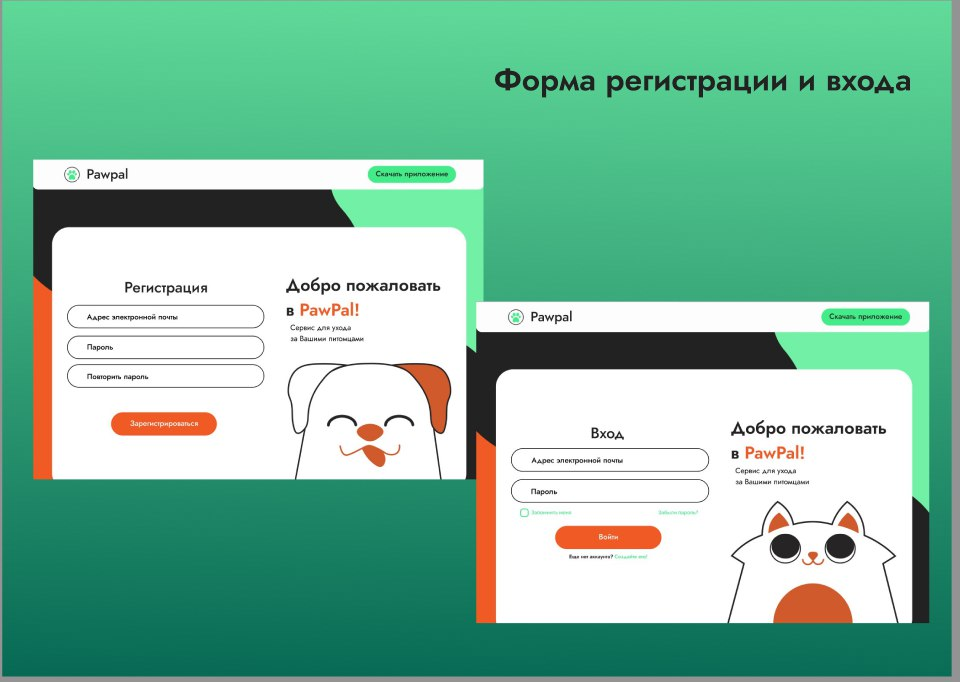 Форма регистрации и входа
Pawpal
Скачать приложение
Регистрация
Адрес электронной почты
Пароль
Повторить пароль
Зарегистрироваться
Добро пожаловать
в PawPal!
Сервис для ухода
за Вашими питомцами
Pawpal
Скачать приложение
Вход
Адрес электронной почты
Пароль
Запомнить меня
Забыли пароль?
Войти
Еще нет аккаунта? Создайте его!
Добро пожаловать
в PawPal!
Сервис для ухода
за Вашими питомцами